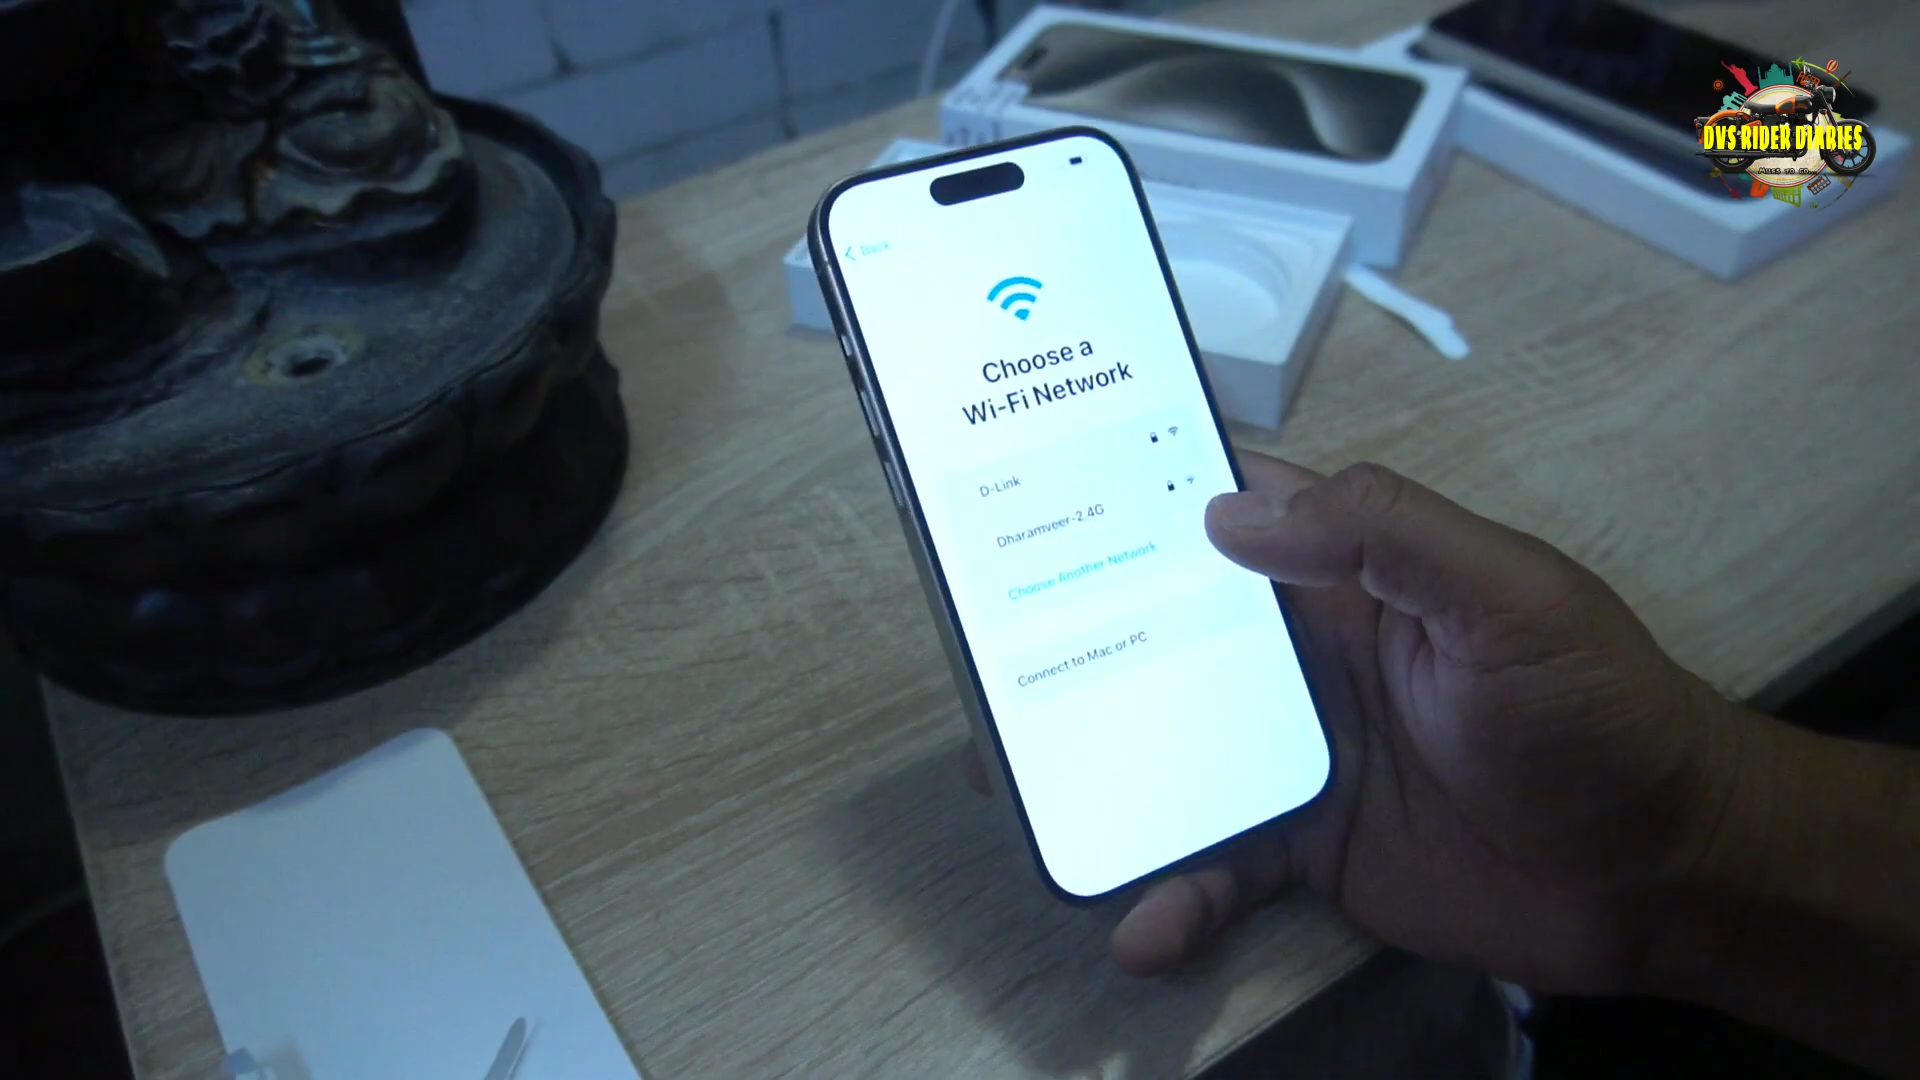 DVS RIDER DIARIES
Back
Choose a
Wi-Fi Network
D-Link
Dharamveer-2.4G
Choose Another Network
Connect to Mac or PC